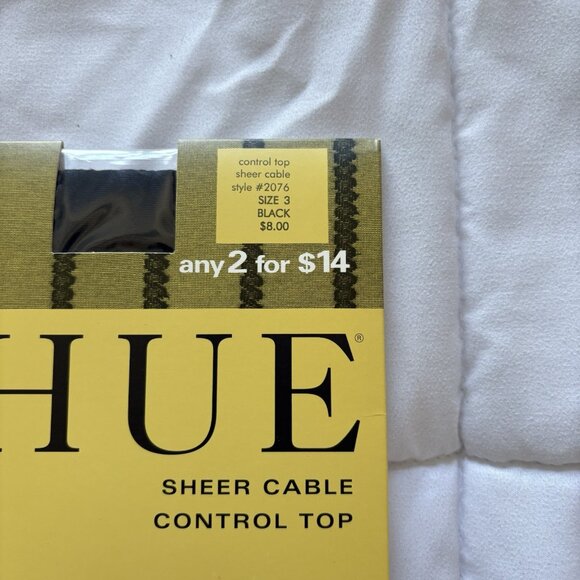 control top
sheer cable
style #2076
SIZE 3
BLACK
$8.00
any 2 for $14
HUE®
SHEER CABLE
CONTROL TOP